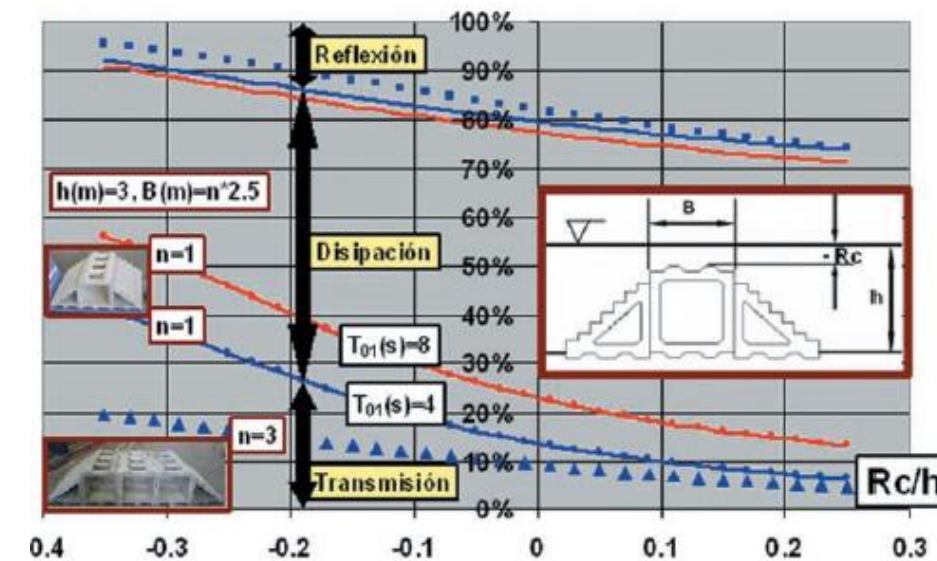 100%
Reflexión
90%
80%
70%
h(m)=3, B(m)=n*2.5
60%
B
n=1
50%
Disipación
- Rc
h
n=1
40%
T01(s)=8
30%
T01(s)=4
20%
n=3
10%
Transmisión
Rc/h
0%
0.4 -0.3 -0.2 -0.1 0 0.1 0.2 0.3